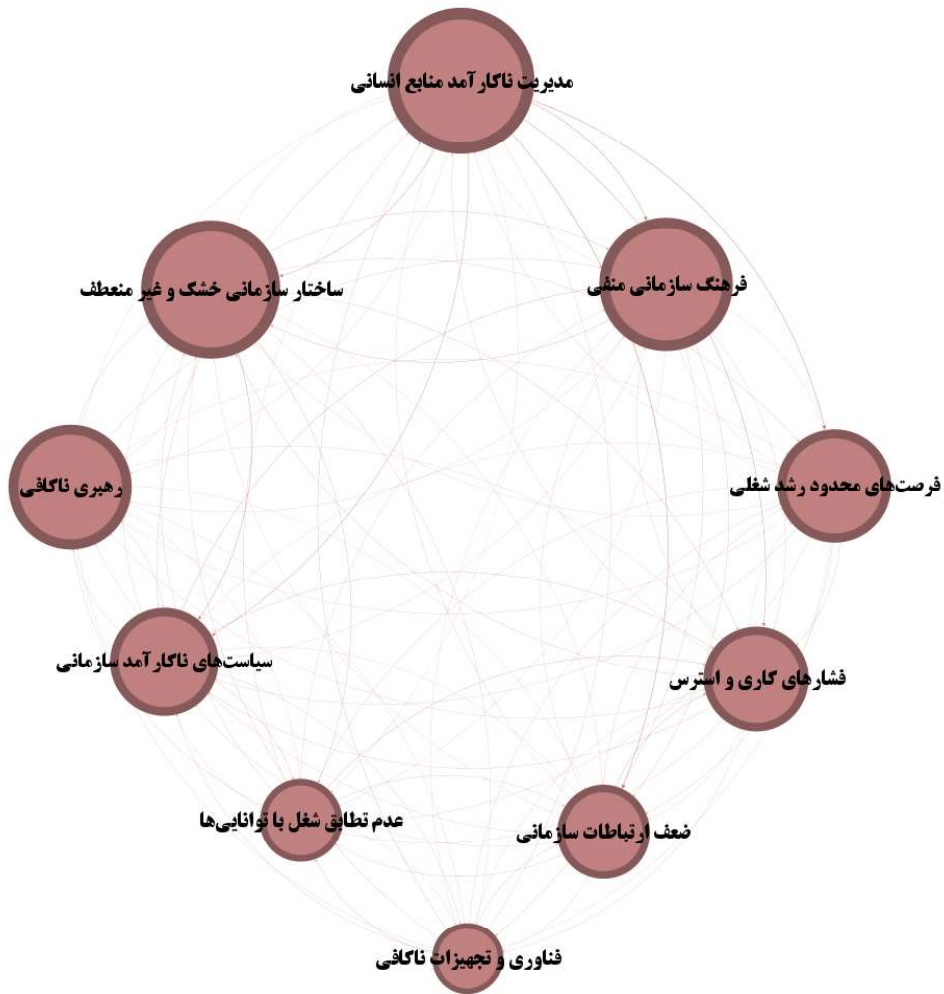 مدیریت ناکارآمد منابع انسانی
فرهنگ سازمانی منفی
ساختار سازمانی خشک و غیر منعطف
فرصت‌های محدود رشد شغلی
رهبری ناکافی
سیاست‌های ناکارآمد سازمانی
فشارهای کاری و استرس
عدم تطابق شغل با توانایی‌ها
ضعف ارتباطات سازمانی
فناوری و تجهیزات ناکافی